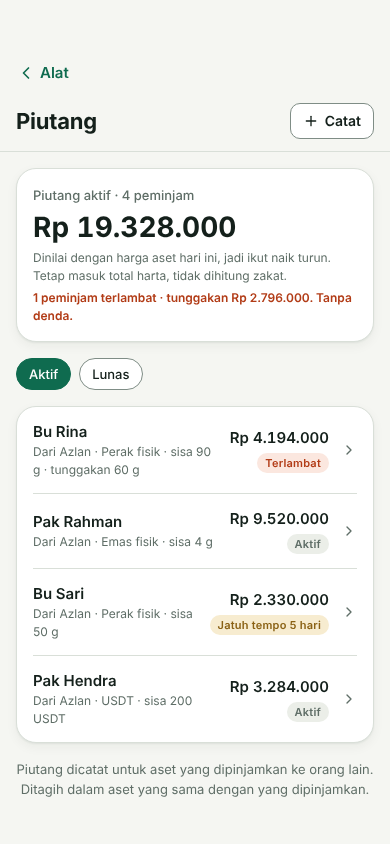 Alat
Piutang
Catat
Piutang aktif · 4 peminjam
Rp 19.328.000
Dinilai dengan harga aset hari ini, jadi ikut naik turun.
Tetap masuk total harta, tidak dihitung zakat.
1 peminjam terlambat · tunggakan Rp 2.796.000. Tanpa
denda.
Aktif
Lunas
Bu Rina
Dari Azlan · Perak fisik · sisa 90
g · tunggakan 60 g
Rp 4.194.000
Terlambat
Pak Rahman
Dari Azlan · Emas fisik · sisa 4 g
Rp 9.520.000
Aktif
Bu Sari
Dari Azlan · Perak fisik · sisa
50 g
Rp 2.330.000
Jatuh tempo 5 hari
Pak Hendra
Dari Azlan · USDT · sisa 200
USDT
Rp 3.284.000
Aktif
Piutang dicatat untuk aset yang dipinjamkan ke orang lain.
Ditagih dalam aset yang sama dengan yang dipinjamkan.